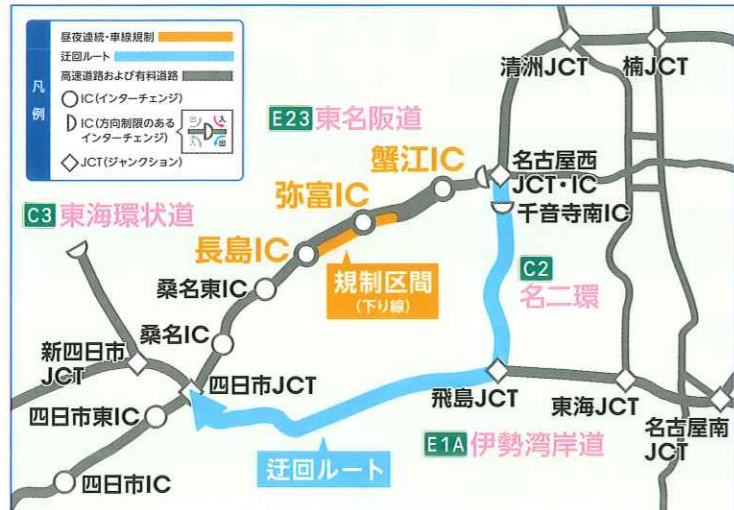 凡例
昼夜連続・車線規制
迂回ルート
高速道路および有料道路
IC(インターチェンジ)
IC(方向制限のある
インターチェンジ)
JCT(ジャンクション)
清洲JCT
楠JCT
E23 東名阪道
蟹江IC
名古屋西
JCT・IC
弥富IC
千音寺南IC
C3 東海環状道
長島IC
C2
名二環
桑名東IC
規制区間
(下り線)
桑名IC
新四日市
JCT
四日市JCT
飛島JCT
東海JCT
四日市東IC
名古屋南
JCT
E1A 伊勢湾岸道
迂回ルート
四日市IC